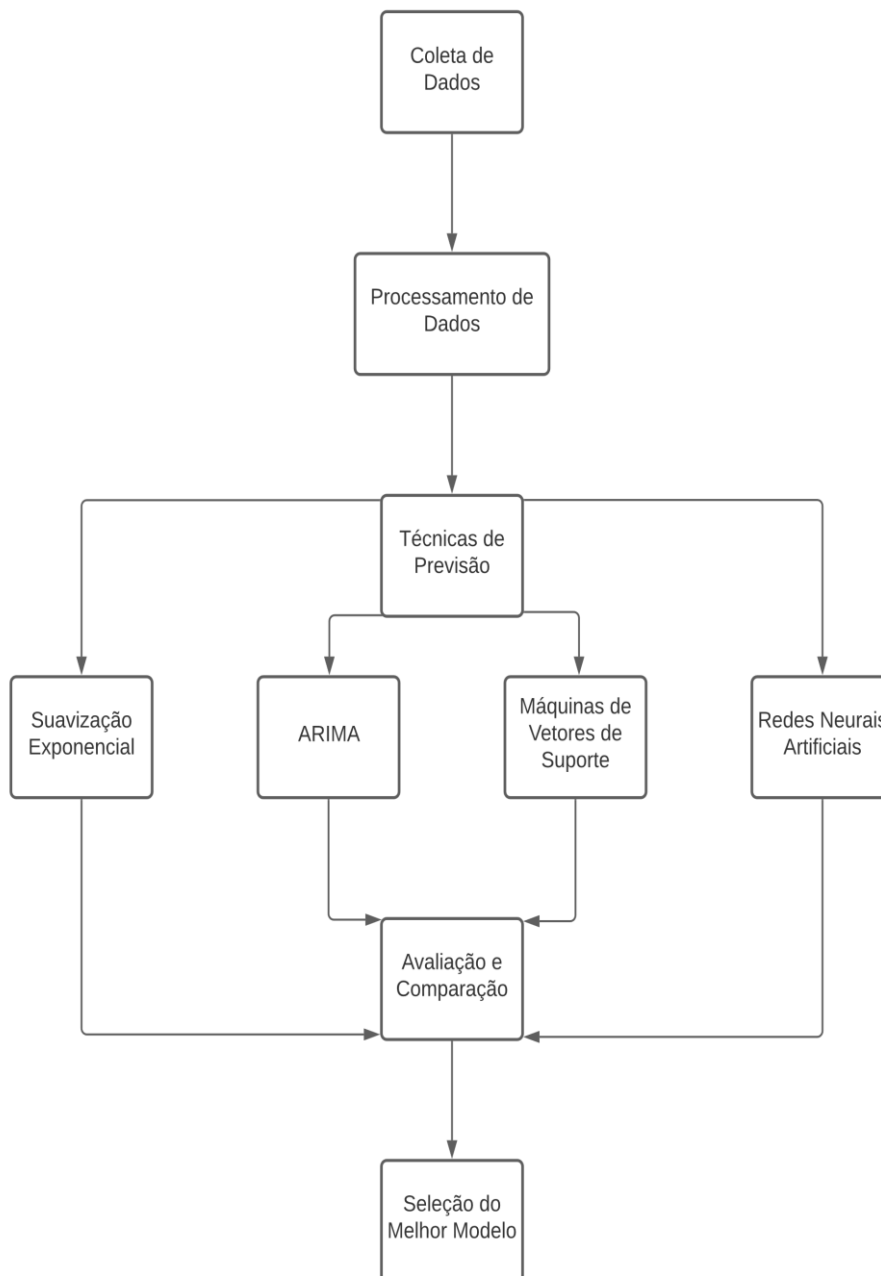 Coleta de
Dados
Processamento de
Dados
Técnicas de
Previsão
Suavização
Exponencial
ARIMA
Máquinas de
Vetores de
Suporte
Redes Neurais
Artificiais
Avaliação e
Comparação
Seleção do
Melhor Modelo